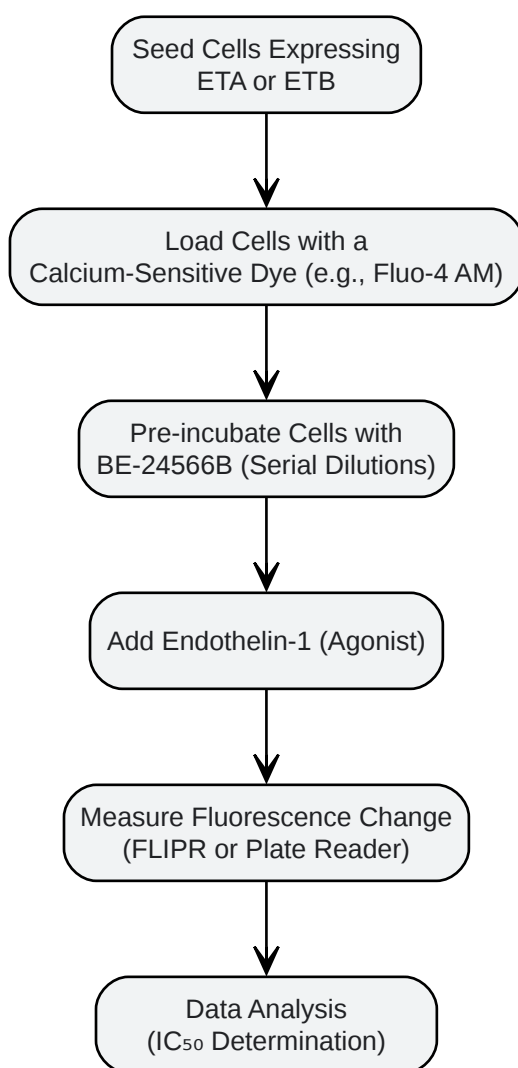 Seed Cells Expressing
ETA or ETB
Load Cells with a
Calcium-Sensitive Dye (e.g., Fluo-4 AM)
Pre-incubate Cells with
BE-24566B (Serial Dilutions)
Add Endothelin-1 (Agonist)
Measure Fluorescence Change
(FLIPR or Plate Reader)
Data Analysis
(IC₅₀ Determination)